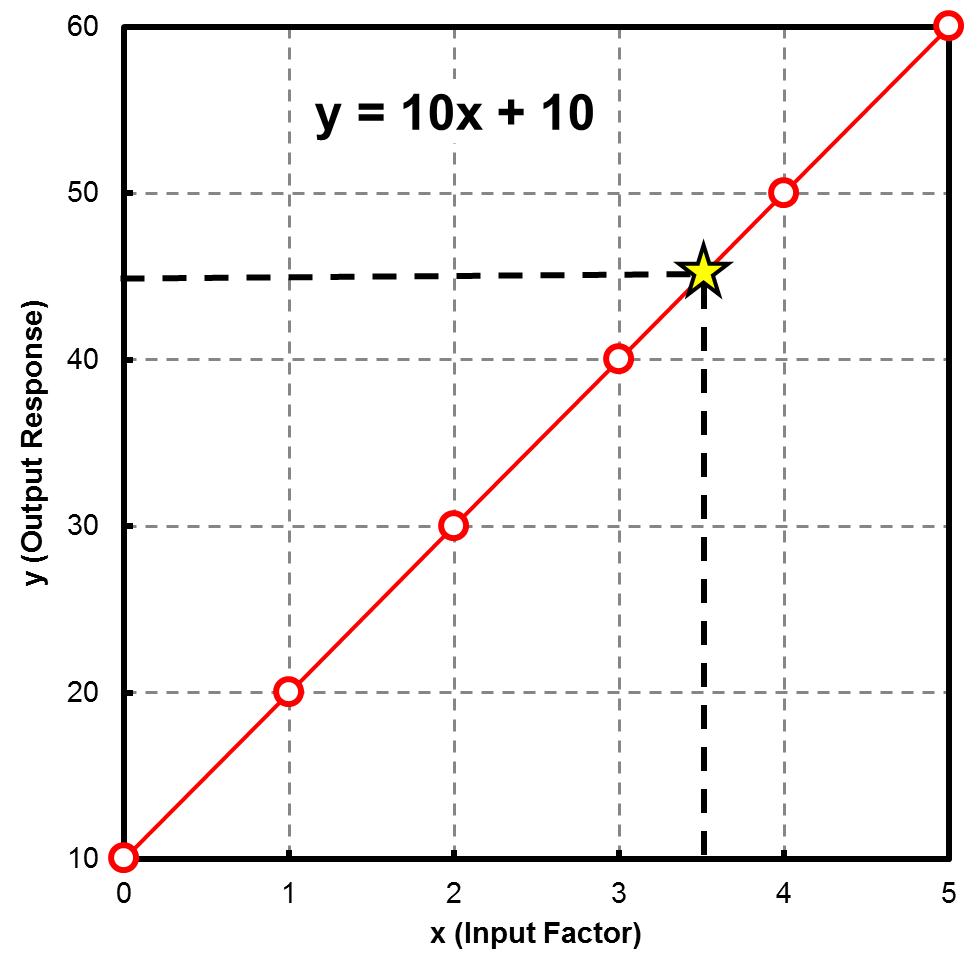 60
y = 10x + 10
50
40
30
20
10
y (Output Response)
0 1 2 3 4 5
x (Input Factor)